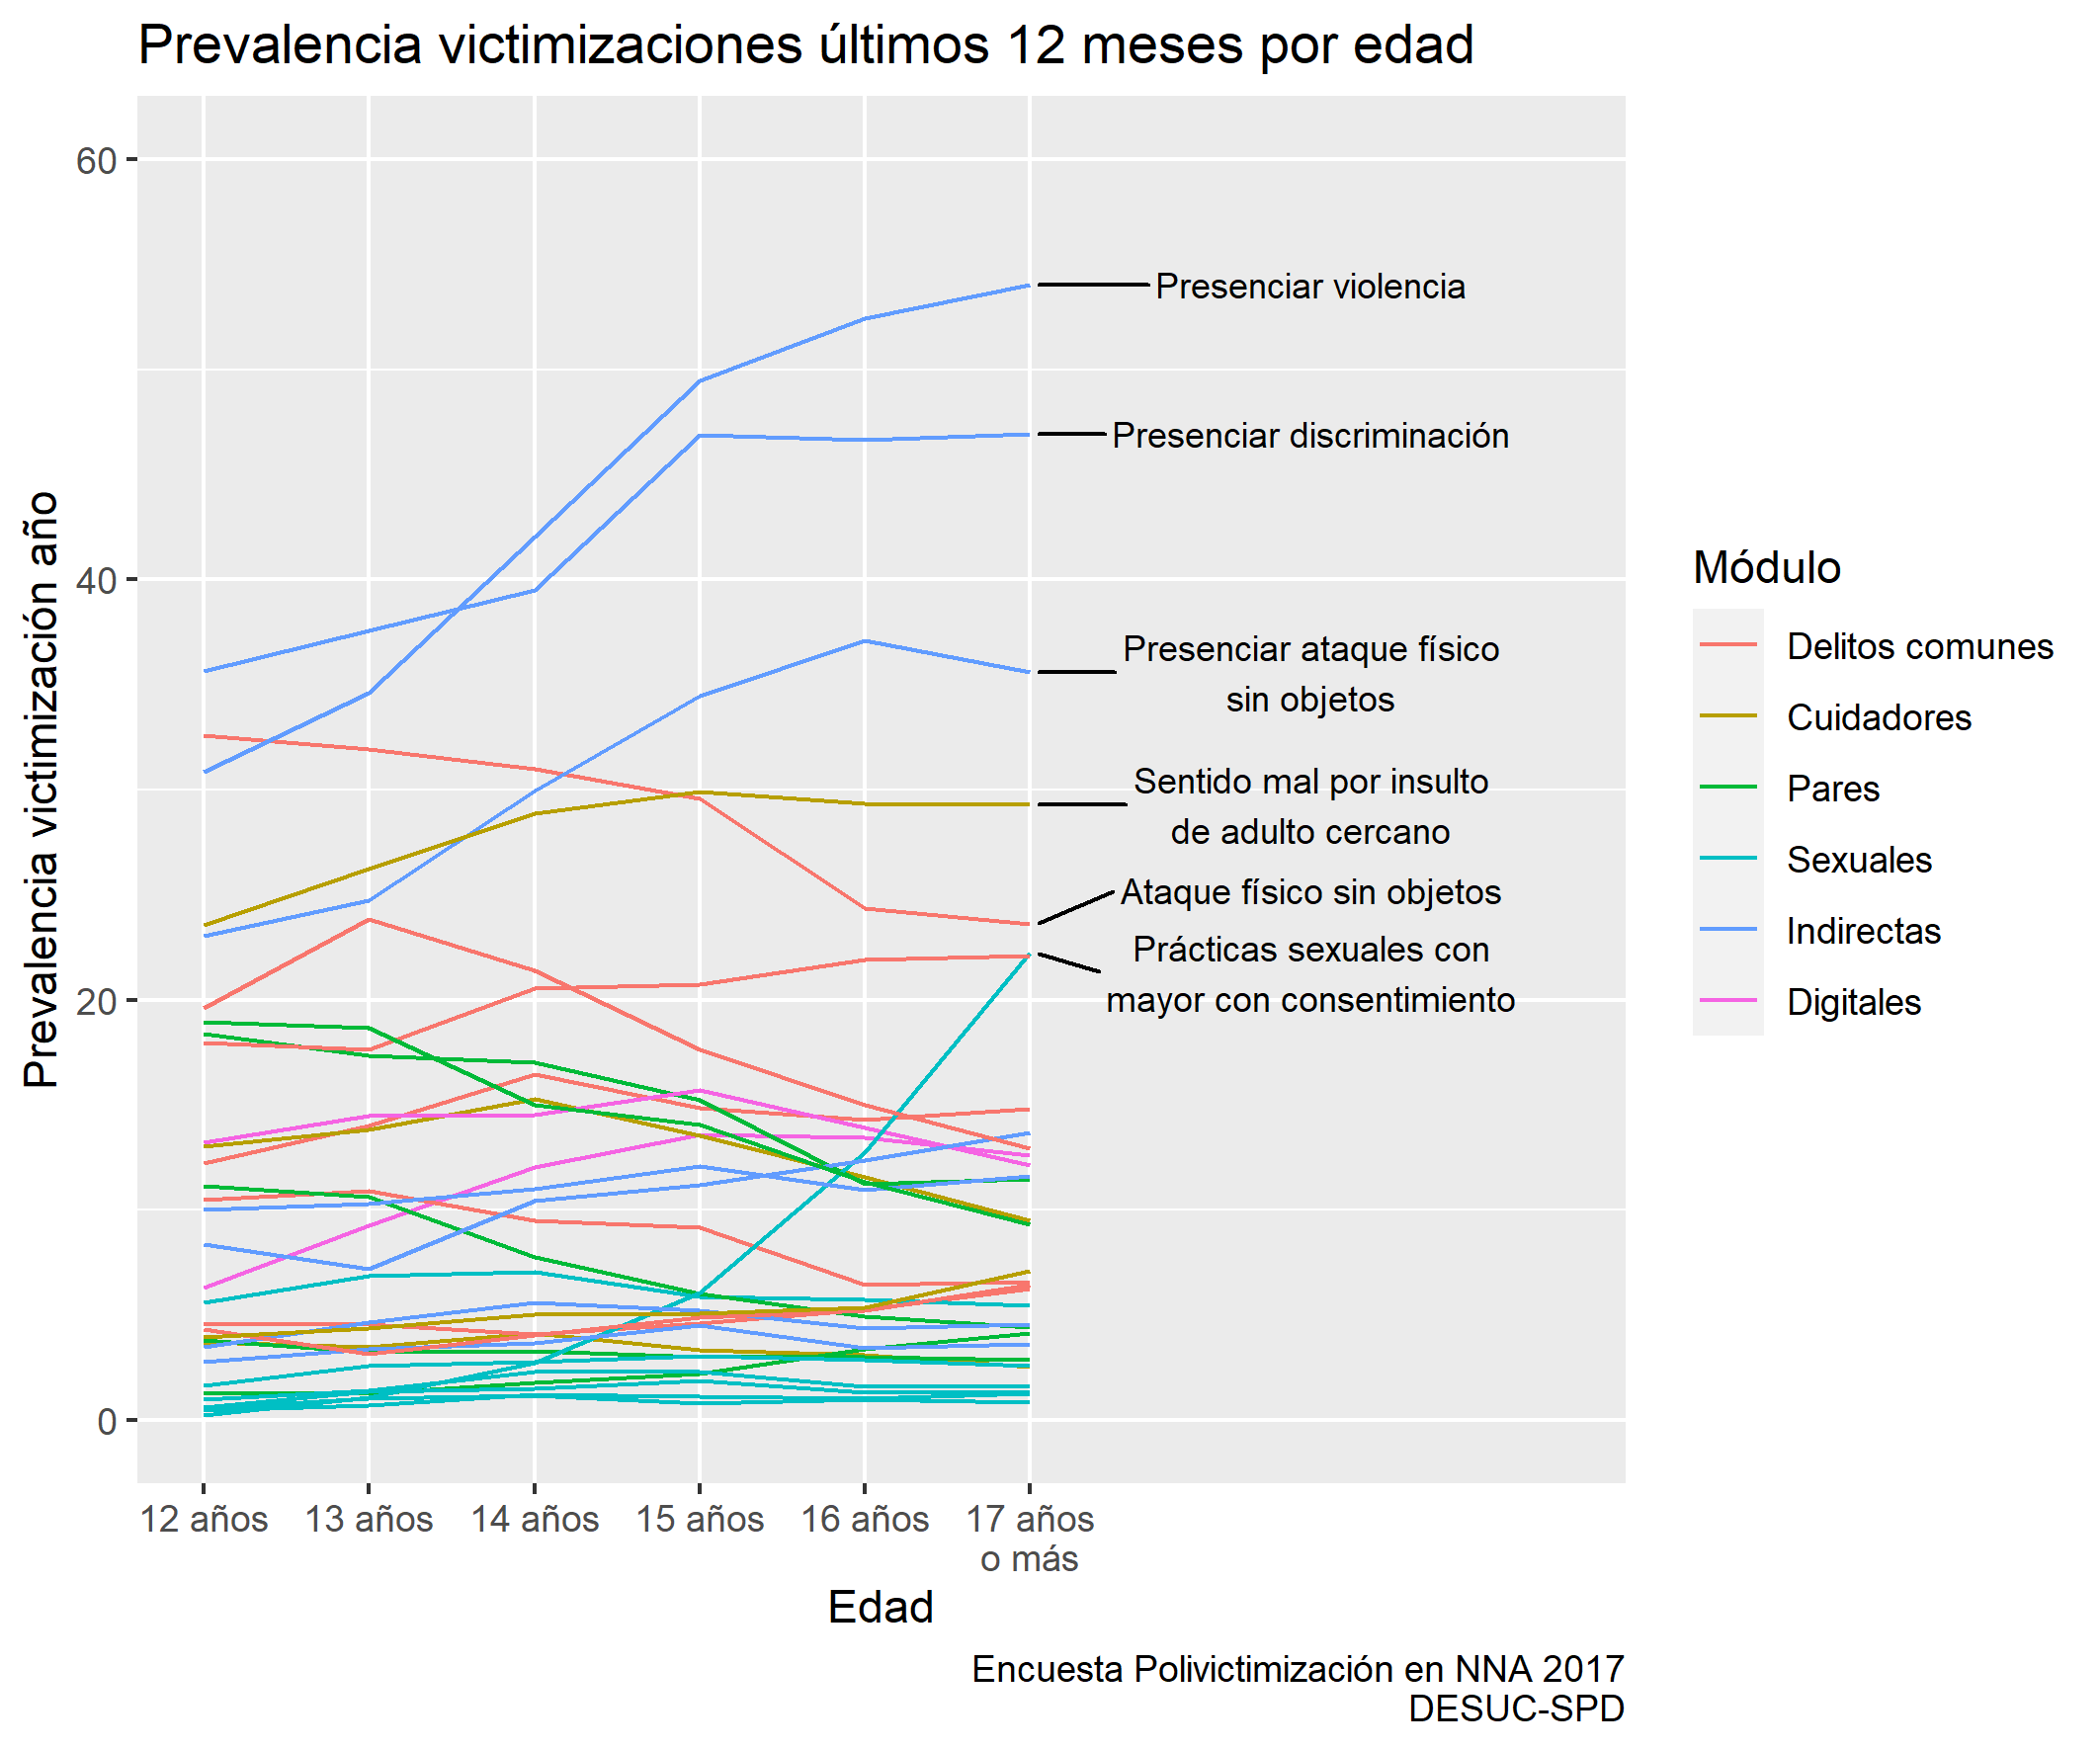 Prevalencia victimizaciones últimos 12 meses por edad
Prevalencia victimización año
60
40
20
0
Presenciar violencia
Presenciar discriminación
Presenciar ataque físico
sin objetos
Sentido mal por insulto
de adulto cercano
Ataque físico sin objetos
Prácticas sexuales con
mayor con consentimiento
12 años
13 años
14 años
15 años
16 años
17 años
o más
Edad
Módulo
Delitos comunes
Cuidadores
Pares
Sexuales
Indirectas
Digitales
Encuesta Polivictimización en NNA 2017
DESUC-SPD